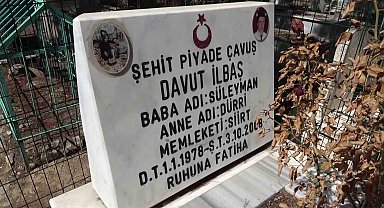 ŞEHİT PİYADE ÇAVUŞ
DAVUT İLBAŞ
BABA ADI:SÜLEYMAN
ANNE ADI:DÜRRİ
MEMLEKETİ:SİİRT
D.T.1.1.1978-Ş.T.3.10.2008
RUHUNA FATİHA